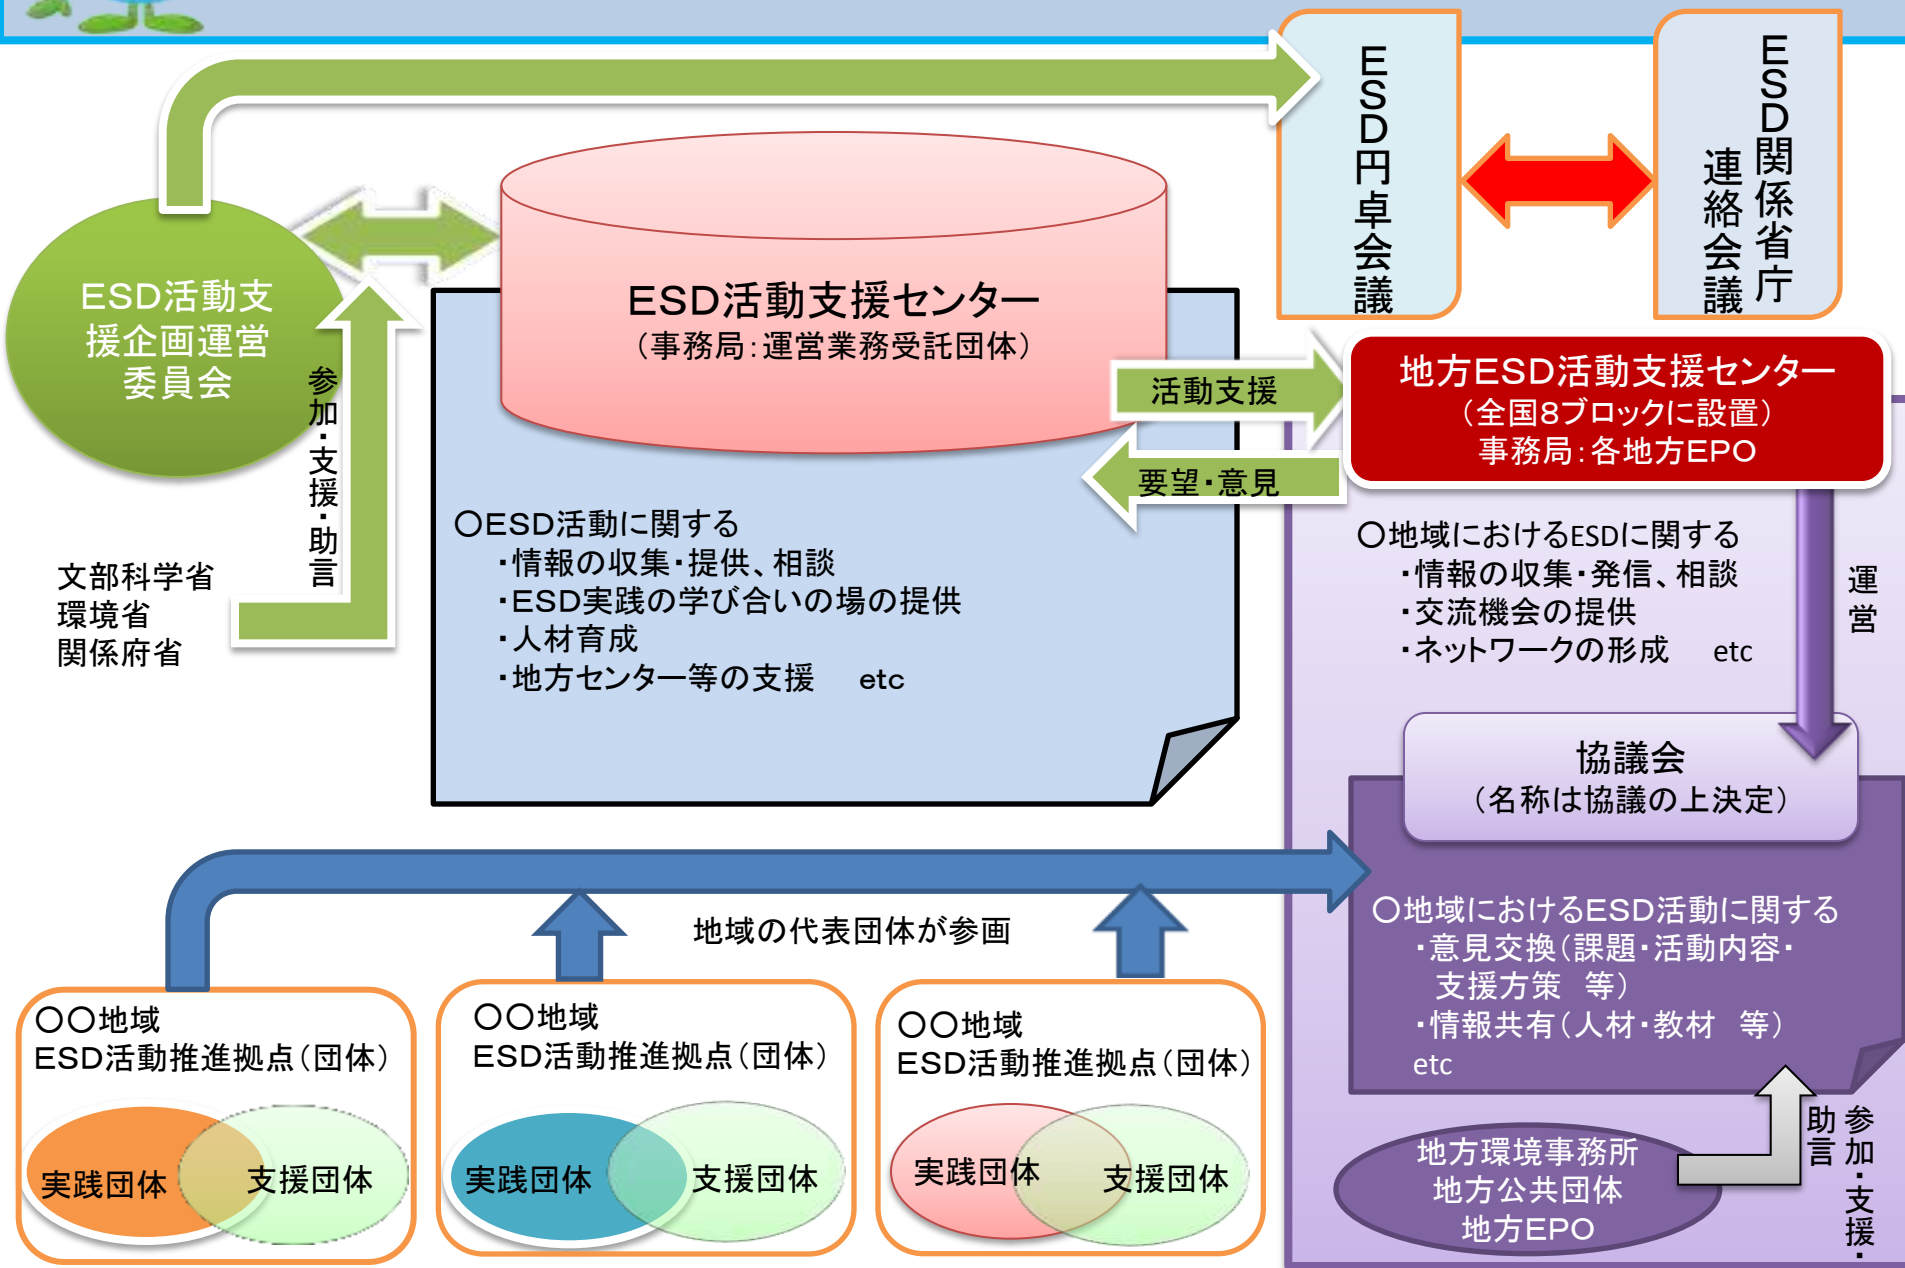 ESD円卓会議
ESD関係省庁
連絡会議
ESD活動支
援企画運営
委員会
ESD活動支援センター
（事務局：運営業務受託団体）
参加・支援・助言
文部科学省
環境省
関係府省
活動支援
要望・意見
地方ESD活動支援センター
（全国8ブロックに設置）
事務局：各地方EPO
〇ESD活動に関する
・情報の収集・提供、相談
・ESD実践の学び合いの場の提供
・人材育成
・地方センター等の支援　etc
〇地域におけるESDに関する
・情報の収集・発信、相談
・交流機会の提供
・ネットワークの形成　etc
運営
協議会
（名称は協議の上決定）
〇地域におけるESD活動に関する
・意見交換（課題・活動内容・
支援方策　等）
・情報共有（人材・教材　等）
etc
地域の代表団体が参画
〇〇地域
ESD活動推進拠点（団体）
実践団体
支援団体
〇〇地域
ESD活動推進拠点（団体）
実践団体
支援団体
〇〇地域
ESD活動推進拠点（団体）
実践団体
支援団体
地方環境事務所
地方公共団体
地方EPO
参加・支援・
助言